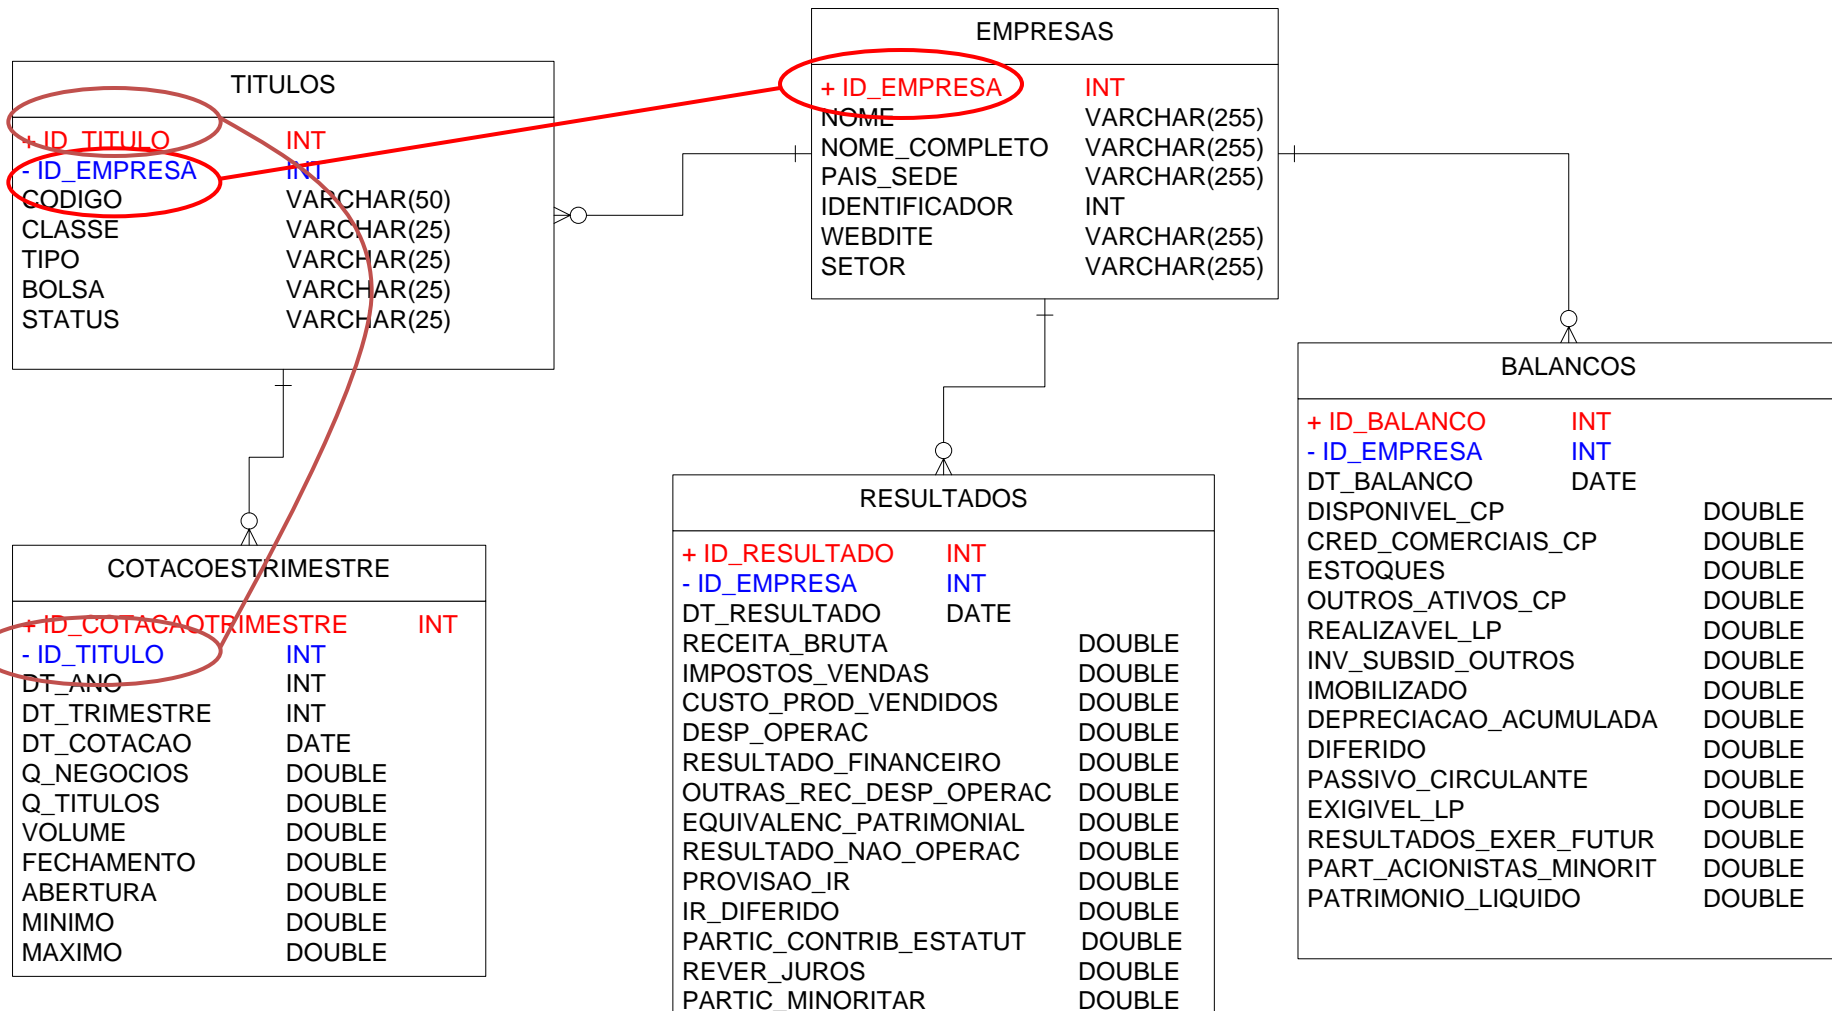 TITULOS
+ ID_TITULO INT
- ID_EMPRESA INT
CODIGO VARCHAR(50)
CLASSE VARCHAR(25)
TIPO VARCHAR(25)
BOLSA VARCHAR(25)
STATUS VARCHAR(25)
EMPRESAS
+ ID_EMPRESA INT
NOME VARCHAR(255)
NOME_COMPLETO VARCHAR(255)
PAIS_SEDE VARCHAR(255)
IDENTIFICADOR INT
WEBDITE VARCHAR(255)
SETOR VARCHAR(255)
COTACOESTRIMESTRE
+ ID_COTACAOTRIMESTRE INT
- ID_TITULO INT
DT_ANO INT
DT_TRIMESTRE INT
DT_COTACAO DATE
Q_NEGOCIOS DOUBLE
Q_TITULOS DOUBLE
VOLUME DOUBLE
FECHAMENTO DOUBLE
ABERTURA DOUBLE
MINIMO DOUBLE
MAXIMO DOUBLE
RESULTADOS
+ ID_RESULTADO INT
- ID_EMPRESA INT
DT_RESULTADO DATE
RECEITA_BRUTA DOUBLE
IMPOSTOS_VENDAS DOUBLE
CUSTO_PROD_VENDIDOS DOUBLE
DESP_OPERAC DOUBLE
RESULTADO_FINANCEIRO DOUBLE
OUTRAS_REC_DESP_OPERAC DOUBLE
EQUIVALENC_PATRIMONIAL DOUBLE
RESULTADO_NAO_OPERAC DOUBLE
PROVISAO_IR DOUBLE
IR_DIFERIDO DOUBLE
PARTIC_CONTRIB_ESTATUT DOUBLE
REVER_JUROS DOUBLE
PARTIC_MINORITAR DOUBLE
BALANCOS
+ ID_BALANCO INT
- ID_EMPRESA INT
DT_BALANCO DATE
DISPONIVEL_CP DOUBLE
CRED_COMERCIAIS_CP DOUBLE
ESTOQUES DOUBLE
OUTROS_ATIVOS_CP DOUBLE
REALIZAVEL_LP DOUBLE
INV_SUBSID_OUTROS DOUBLE
IMOBILIZADO DOUBLE
DEPRECIACAO_ACUMULADA DOUBLE
DIFERIDO DOUBLE
PASSIVO_CIRCULANTE DOUBLE
EXIGIVEL_LP DOUBLE
RESULTADOS_EXER_FUTUR DOUBLE
PART_ACIONISTAS_MINORIT DOUBLE
PATRIMONIO_LIQUIDO DOUBLE